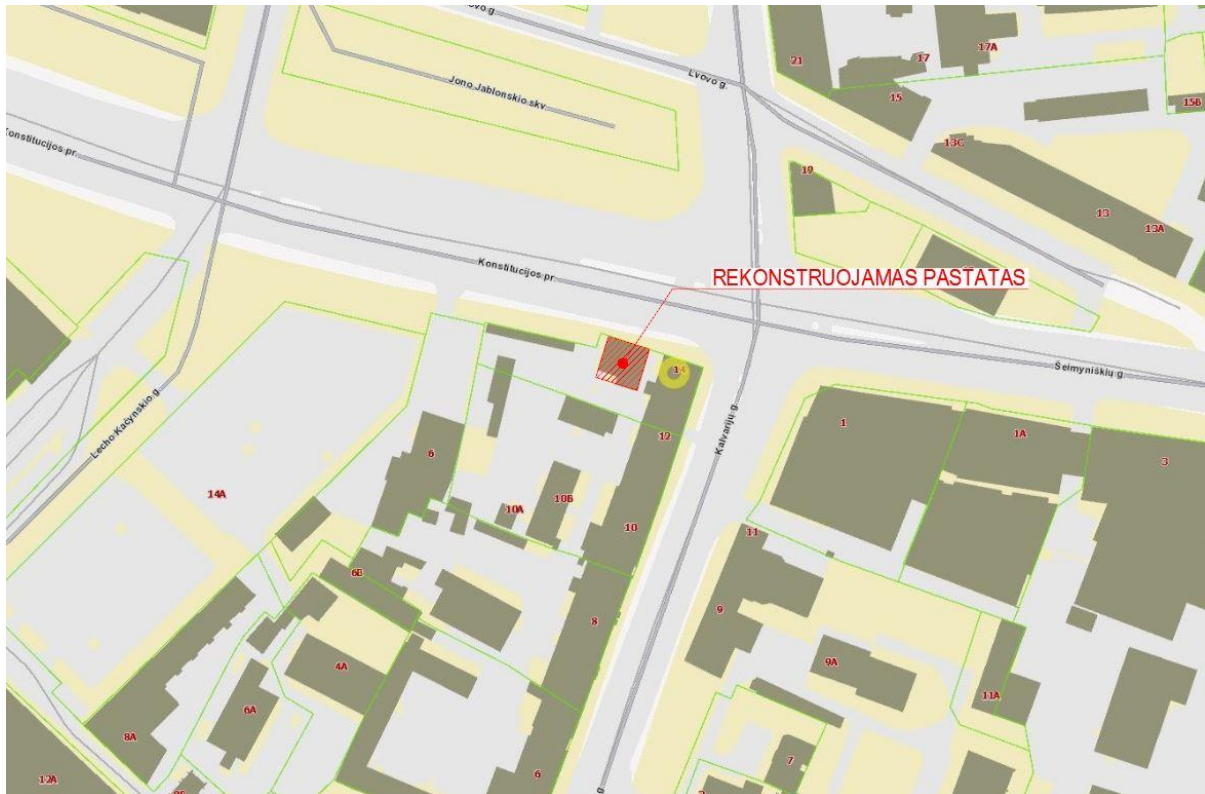 Lvovo g.
21
17
17A
Jono Jablonskio skv.
15
15B
Konstitucijos pr.
13C
19
13
13A
Konstitucijos pr.
REKONSTRUOJAMAS PASTATAS
Šeimyniškių g.
Lecho Kačynskio g.
14
Kalvarijų g.
12
1
1A
3
6
14A
10A
10B
10
11
6B
8
9
4A
9A
6A
11A
8A
7
12A
6